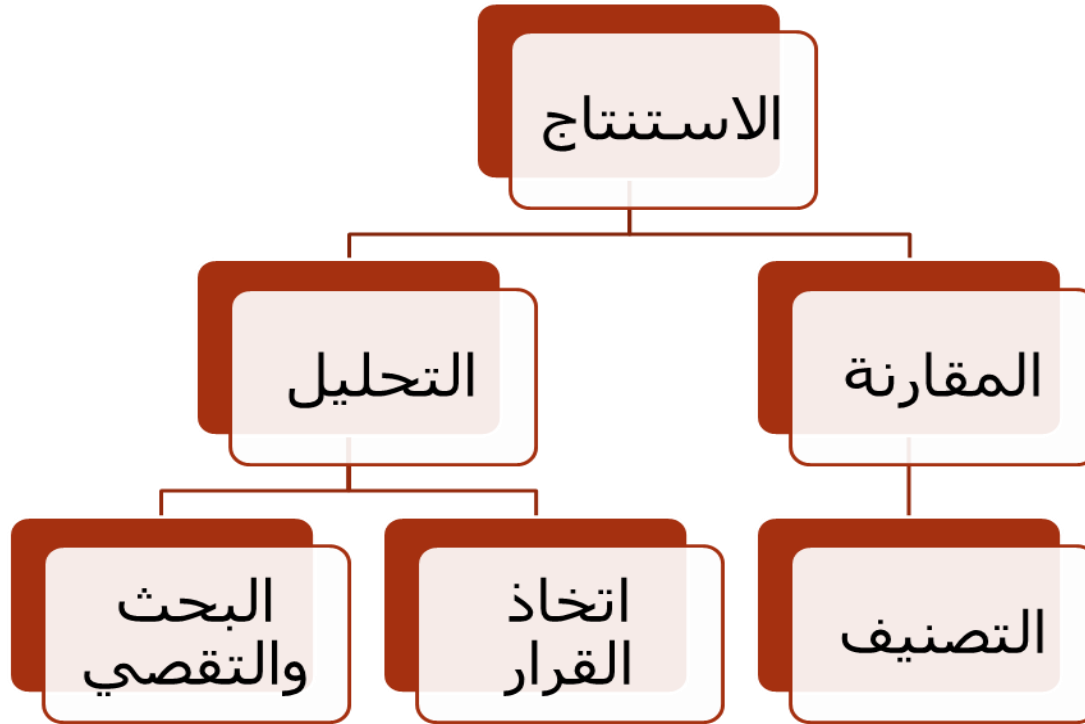 الاستنتاج
المقارنة
التحليل
التصنيف
اتخاذ
القرار
البحث
والتقصي